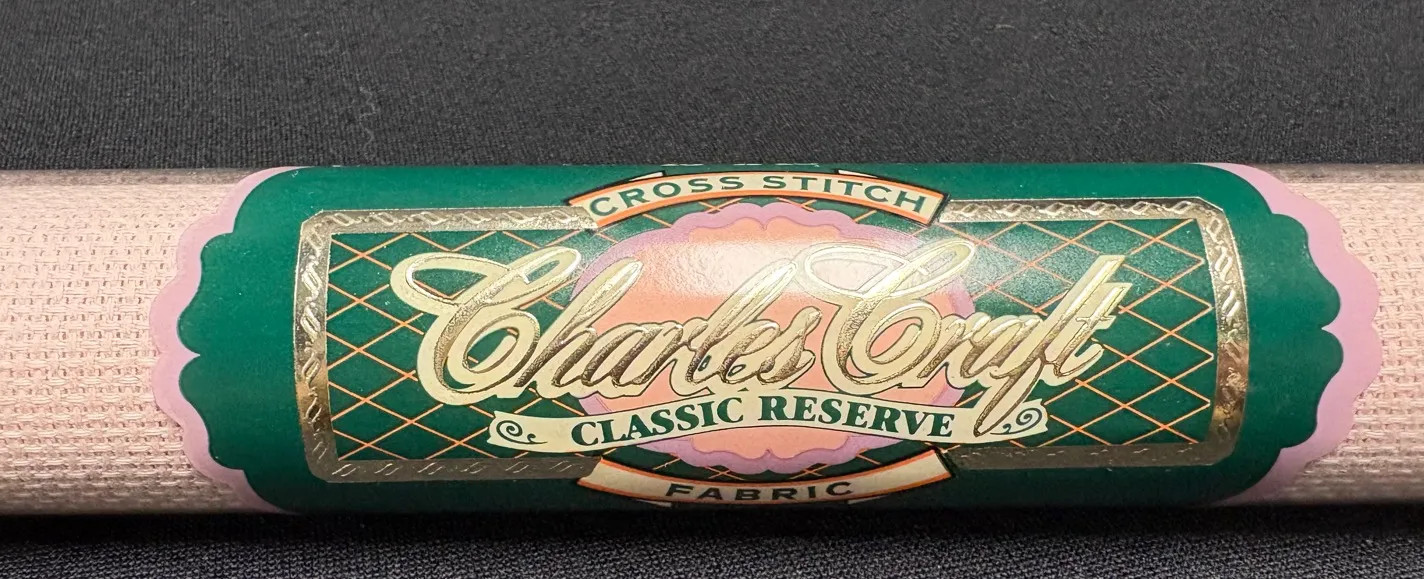 CROSS STITCH
Charles Craft
CLASSIC RESERVE
FABRIC